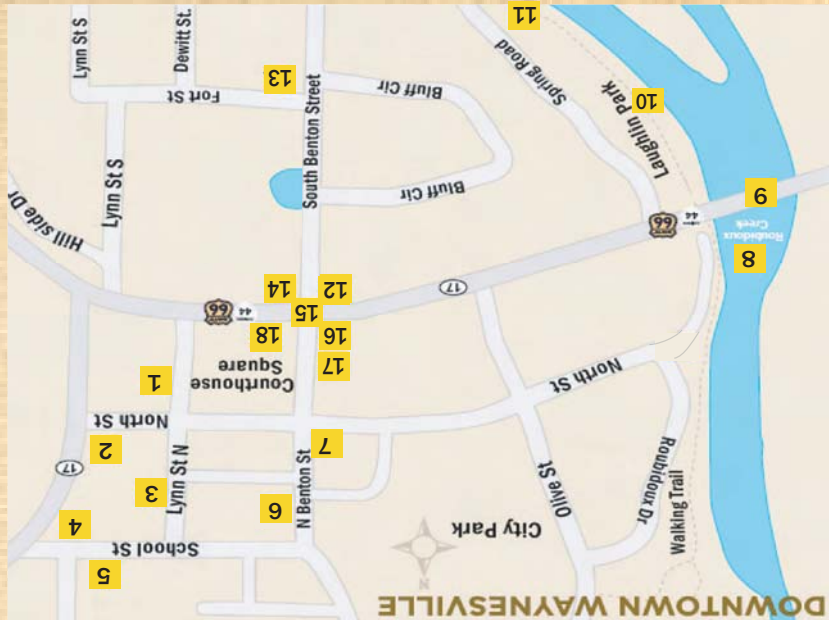 DOWNTOWN WAYNESVILLE
N
5
School St
4
City Park
Walking Trail
Roubidoux Dr
Olive St
N Benton St
6
3
Lynn St N
17
2
7
North St
North St
1
17
Courthouse
Square
16
18
15
44
66
17
12
14
8
Roubidoux
Creek
44
66
9
Hill side Dr
Bluff Cir
South Benton Street
Lynn St S
Laughlin Park
10
Spring Road
Bluff Cir
13
Fort St
Dewitt St.
Lynn St S
11